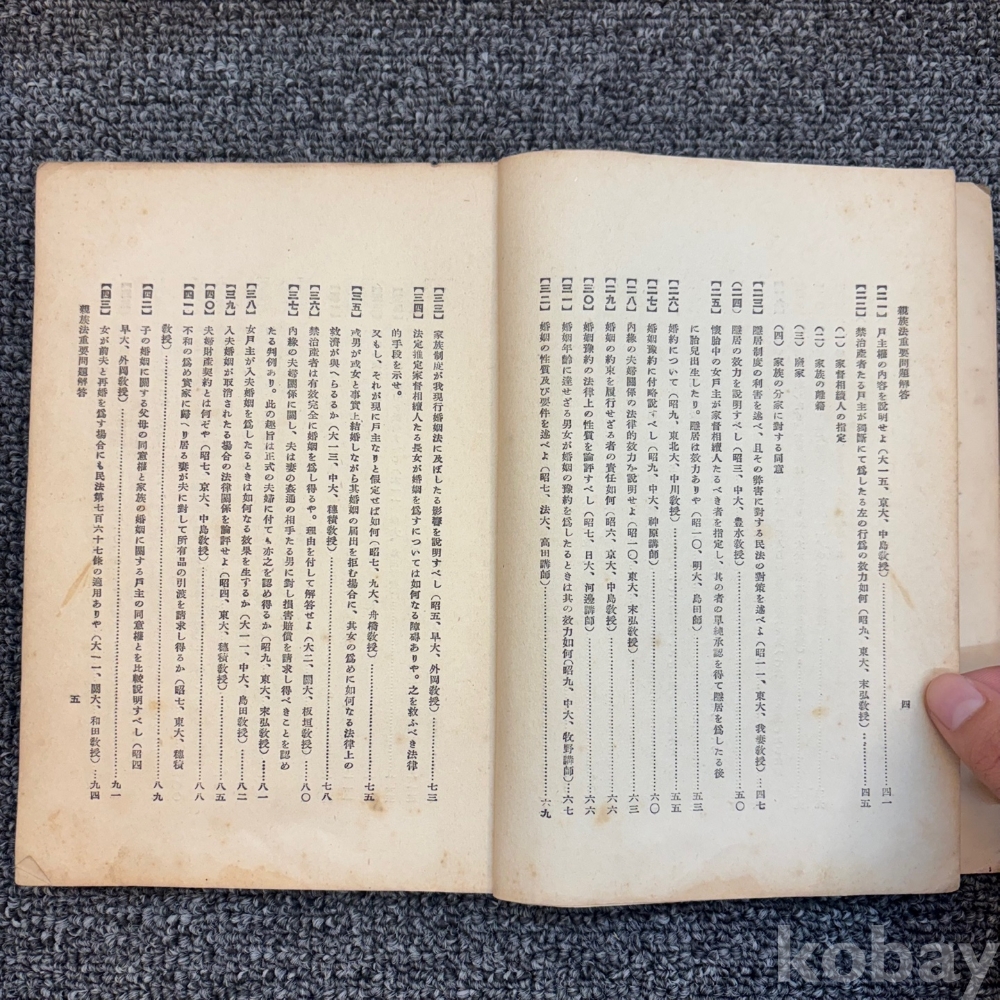 親族法重要問題解答
四
【二一】 戸主權の内容を說明せよ（大一五、京大、中島敎授）…四一
【二二】 禁治產者たる戸主が獨斷にて爲したる左の行爲の效力如何（昭九、東大、末弘敎授）…四五
（一） 家督相續人の指定
（二） 家族の離籍
（三） 廢家
（四） 家族の分家に對する同意
【二三】 隱居制度の利害を述べ、且その弊害に對する民法の對策を述べよ（昭一一、東大、我妻敎授）…四七
【二四】 隱居の效力を說明すべし（昭三、中大、豊水敎授）…五〇
【二五】 懷胎中の女戸主が家督相續人たるべき者を指定し、其の者の單純承認を得て隱居を爲したる後
に胎兒出生したり。隱居は效力ありや（昭一〇、明大、島田敎授）…五三
【二六】 婚約について（昭九、東北大、中川敎授）…五五
【二七】 婚姻豫約に付略說すべし（昭九、中大、神原講師）…六〇
【二八】 內緣の夫婦關係の法律的效力を說明せよ（昭一〇、東大、末弘敎授）…六三
【二九】 婚姻の約束を履行せざる者の責任如何（昭六、京大、中島敎授）…六六
【三〇】 婚姻豫約の法律上の性質を論評すべし（昭七、日大、河邊講師）…六六
【三一】 婚姻年齡に達せざる男女が婚姻の豫約を爲したるときは其の效力如何（昭九、中大、牧野講師）…六七
【三二】 婚姻の性質及び要件を述べよ（昭七、法大、高田講師）…六九
【三三】 家族制度が我現行婚姻法に及ぼしたる影響を說明すべし（昭五、早大、外岡敎授）…七三
【三四】 法定推定家督相續人たる長女が婚姻を爲すについては如何なる障碍ありや。之を救ふべき法律
的手段を示せ。
又もし、それが現に戸主なりと假定せば如何（昭七、九大、舟橋敎授）…七五
【三五】 或男が或女と事實上結婚しながら其婚姻の屆出を拒む場合に、其女の爲めに如何なる法律上の
救濟が與へらるるか（大一三、中大、穗積敎授）…七八
【三六】 禁治產者は有效完全に婚姻を爲し得るや。理由を付して解答せよ（大二、關大、板垣敎授）…八〇
【三七】 內緣の夫婦關係に關し、夫は妻の姦通の相手たる男に對し損害賠償を請求し得べきことを認め
たる判例あり。此の趣旨は正式の夫婦に付ても亦之を認め得るか（昭九、東大、末弘敎授）…八一
【三八】 女戸主が入夫婚姻を爲したるときは如何なる效果を生ずるか（大一一、中大、島田敎授）…八二
【三九】 入夫婚姻が取消されたる場合の法律關係を論評せよ（昭四、東大、穗積敎授）…八五
【四〇】 夫婦財產契約とは何ぞや（昭七、京大、中島敎授）…八八
【四一】 不和の爲め實家に歸へり居る妻が夫に對して所有品の引渡を請求し得るか（昭七、東大、穗積
敎授）…八九
【四二】 子の婚姻に關する父母の同意權と家族の婚姻に關する戸主の同意權とを比較說明すべし（昭四
早大、外岡敎授）…九一
【四三】 女が前夫と再婚を爲す場合にも民法第七百六十七條の適用ありや（大一一、關大、和田敎授）…九四
親族法重要問題解答
五
kobay